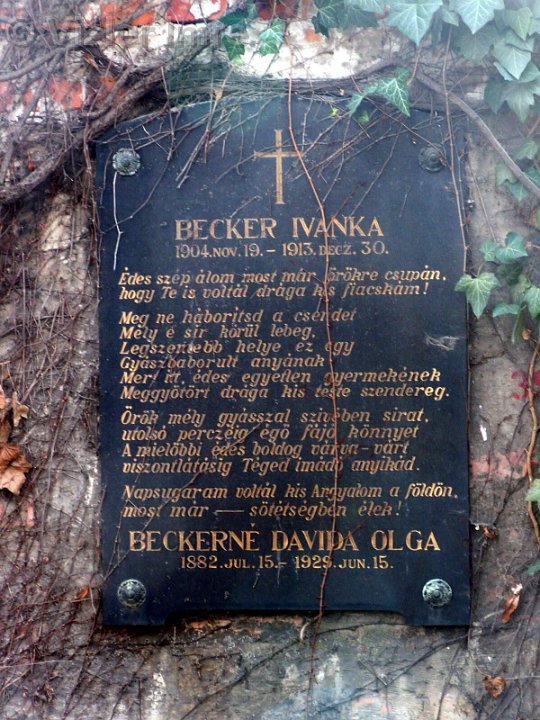 © Vizler Imre
BECKER IVANKA
1904. NOV. 19. – 1913. DECZ. 30.
Édes szép álom most már örökre csupán,
hogy Te is voltál drága kis fiacskám!
Meg ne háborítsd a csendet
Mely e sir körül lebeg,
Legszentebb helye ez egy
Gyászbaborult anyának
Mert itt, édes egyetlen gyermekének
Meggyötört drága kis teste szendereg.
Örök mély gyásszal szivében sirat,
utolsó perczéig égő fájó könnyet
A mielőbbi édes boldog várva-várt
viszontlátásig Téged imádó anyikád.
Napsugaram voltál kis Angyalom a földön,
most már — sötétségben élek!
BECKERNÉ DAVIDA OLGA
1882. JUL. 15. – 1929. JUN. 15.